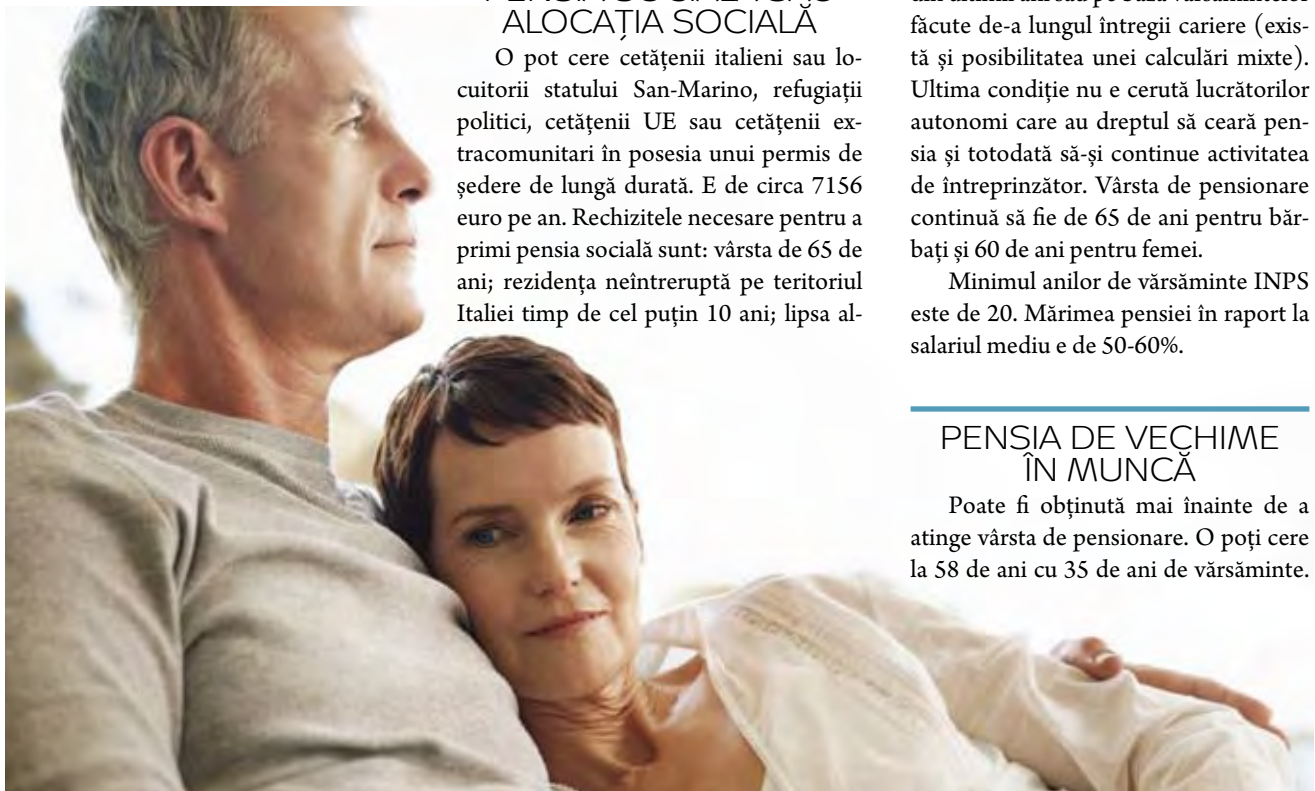 ALOCAȚIA SOCIALĂ
O pot cere cetățenii italieni sau lo-
cuitorii statului San-Marino, refugiații
politici, cetățenii UE sau cetățenii ex-
tracomunitari în posesia unui permis de
ședere de lungă durată. E de circa 7156
euro pe an. Rechizitele necesare pentru a
primi pensia socială sunt: vârsta de 65 de
ani; rezidența neîntreruptă pe teritoriul
Italiei timp de cel puțin 10 ani; lipsa al-
făcute de-a lungul întregii cariere (exis-
tă și posibilitatea unei calculări mixte).
Ultima condiție nu e cerută lucrătorilor
autonomi care au dreptul să ceară pen-
sia și totodată să-și continue activitatea
de întreprinzător. Vârsta de pensionare
continuă să fie de 65 de ani pentru băr-
bați și 60 de ani pentru femei.
Minimul anilor de vărsăminte INPS
este de 20. Mărimea pensiei în raport la
salariul mediu e de 50-60%.
PENSIA DE VECHIME
ÎN MUNCĂ
Poate fi obținută mai înainte de a
atinge vârsta de pensionare. O poți cere
la 58 de ani cu 35 de ani de vărsăminte.